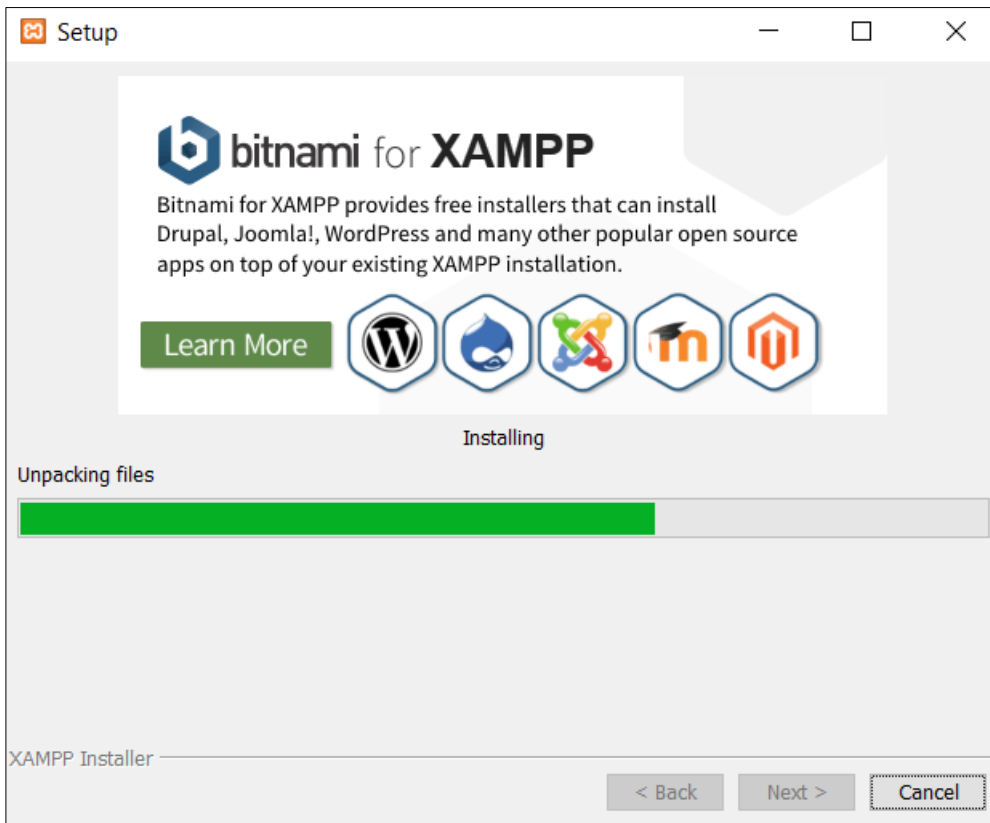 Setup
bitnami for XAMPP
Bitnami for XAMPP provides free installers that can install
Drupal, Joomla!, WordPress and many other popular open source
apps on top of your existing XAMPP installation.
Learn More
Installing
Unpacking files
XAMPP Installer
< Back Next > Cancel